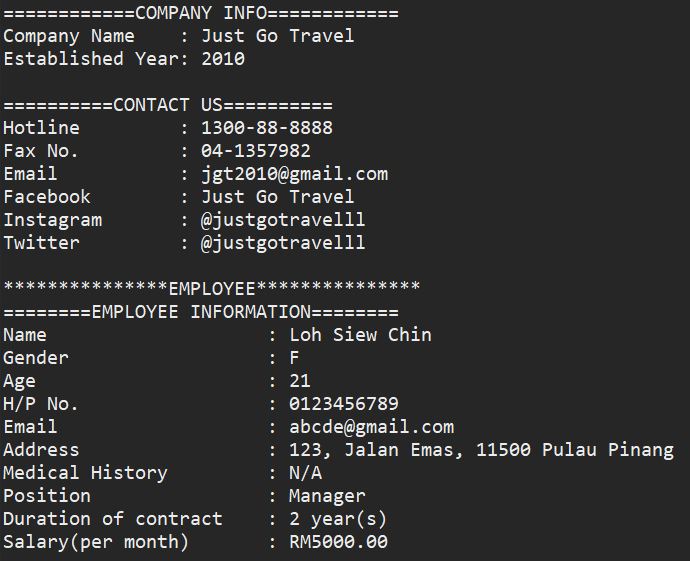 ============COMPANY INFO============
Company Name    : Just Go Travel
Established Year: 2010
==========CONTACT US==========
Hotline         : 1300-88-8888
Fax No.         : 04-1357982
Email           : jgt2010@gmail.com
Facebook        : Just Go Travel
Instagram       : @justgotravelll
Twitter         : @justgotravelll
***************EMPLOYEE***************
========EMPLOYEE INFORMATION========
Name                    : Loh Siew Chin
Gender                  : F
Age                     : 21
H/P No.                 : 0123456789
Email                   : abcde@gmail.com
Address                 : 123, Jalan Emas, 11500 Pulau Pinang
Medical History         : N/A
Position                : Manager
Duration of contract    : 2 year(s)
Salary(per month)       : RM5000.00